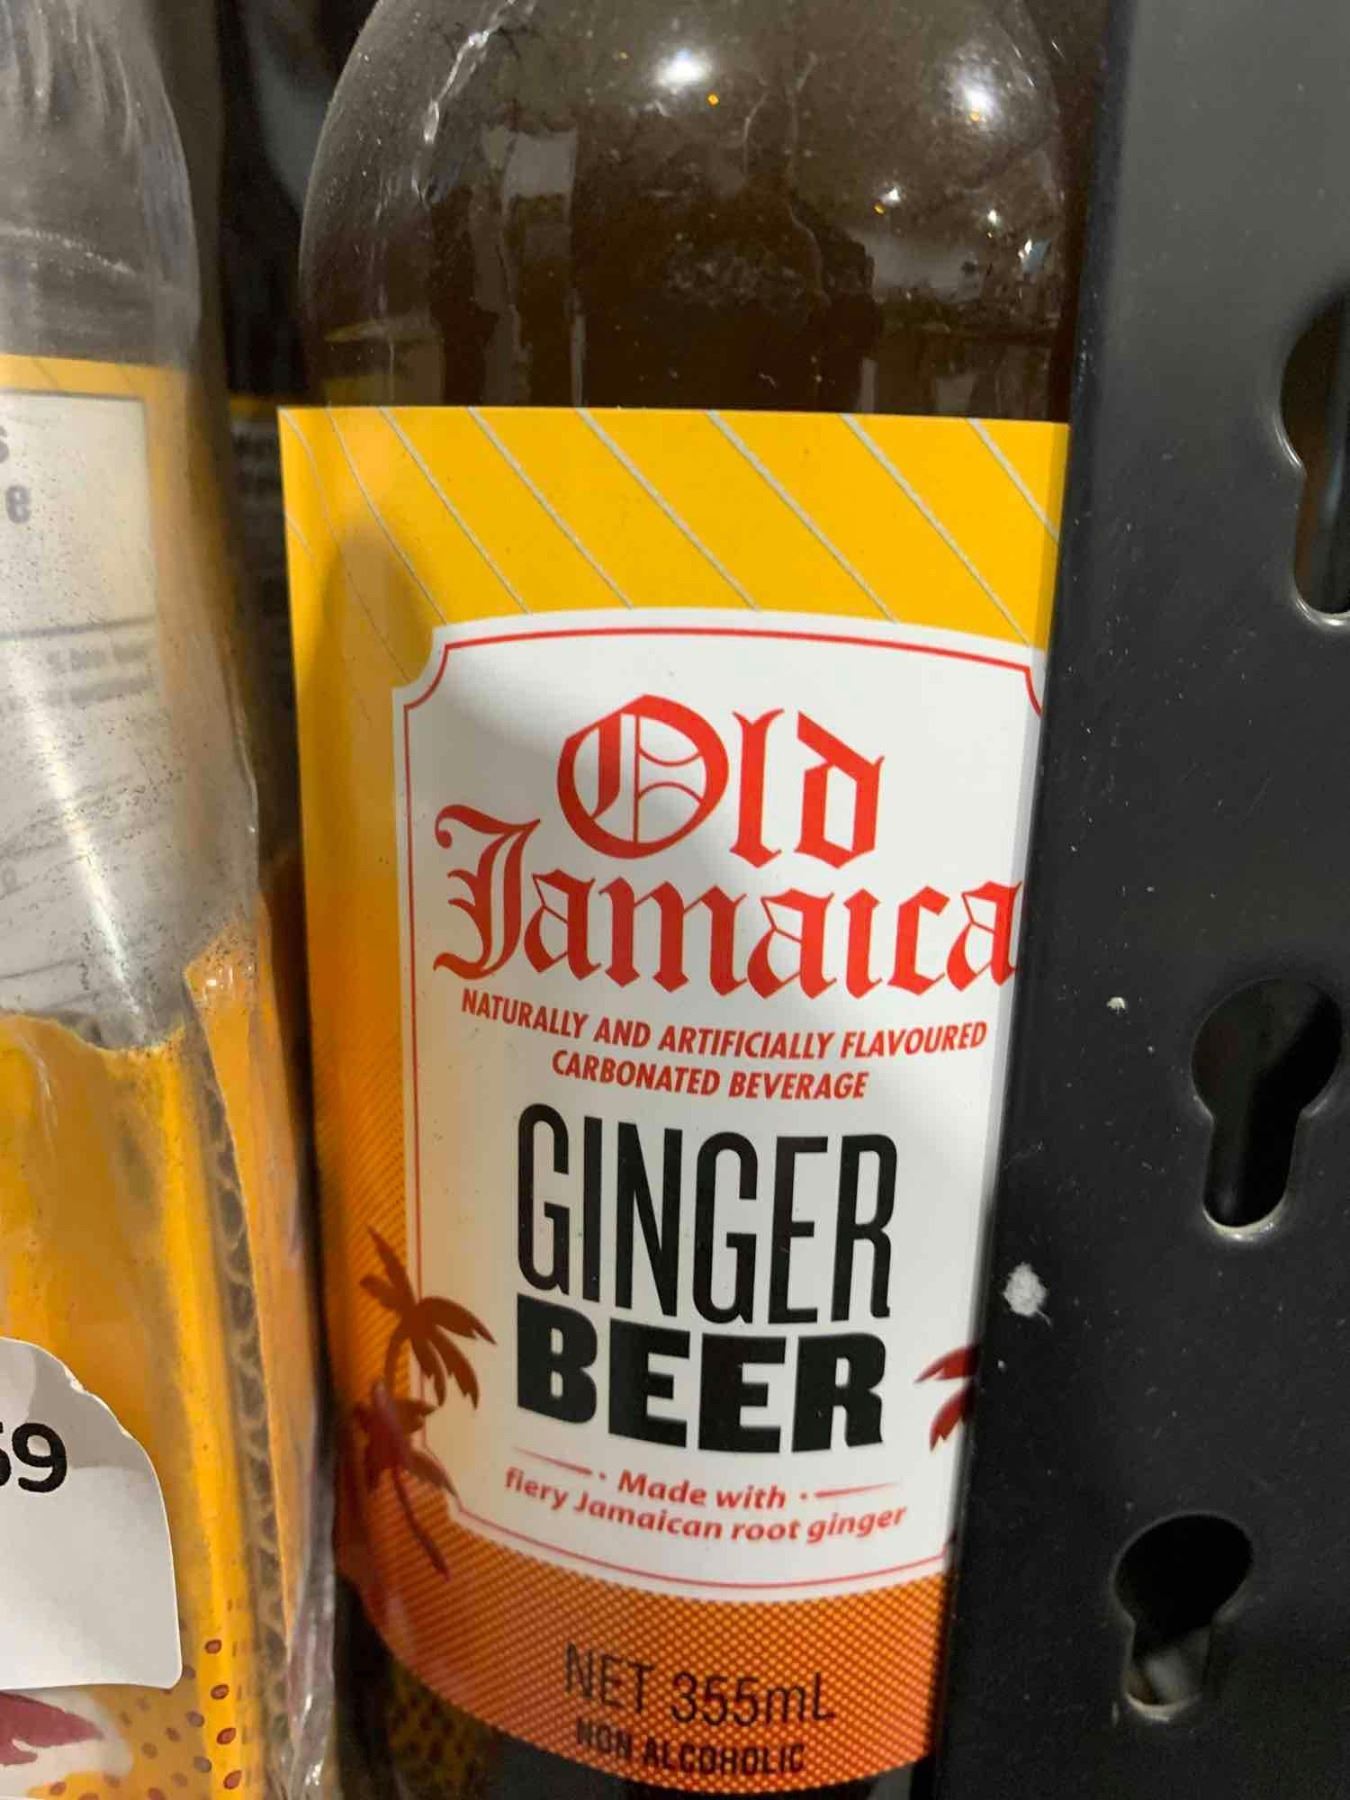 Old
Jamaica
NATURALLY AND ARTIFICIALLY FLAVOURED
CARBONATED BEVERAGE
GINGER
BEER
Made with
fiery Jamaican root ginger
NET 355mL
NON ALCOHOLIC